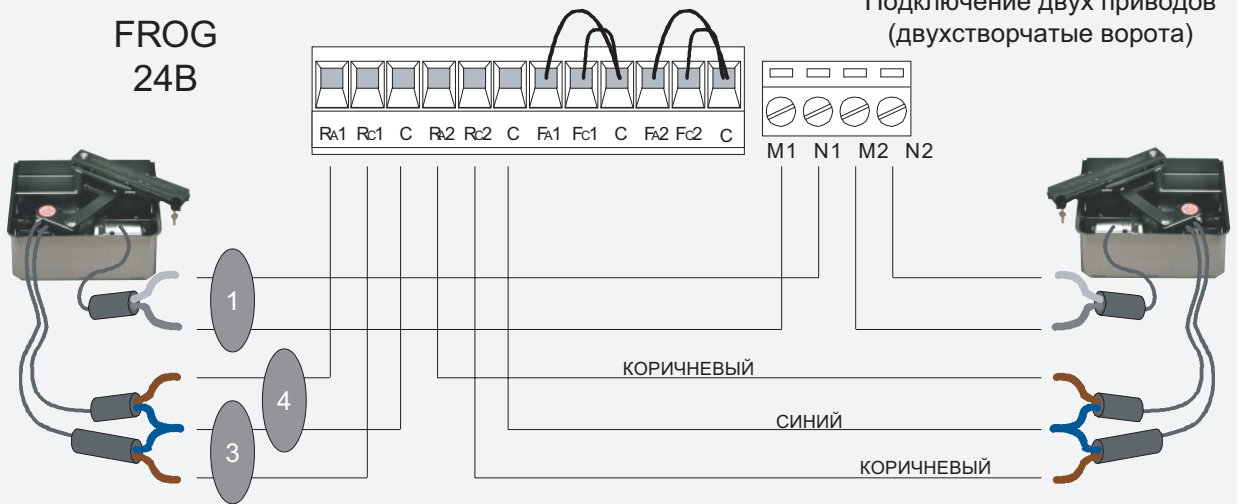 Подключение двух приводов
(двухстворчатые ворота)
FROG
24В
RA1 RC1 C RA2 RC2 C FA1 FC1 C FA2 FC2 C
M1 N1 M2 N2
1
КОРИЧНЕВЫЙ
4
СИНИЙ
3
КОРИЧНЕВЫЙ